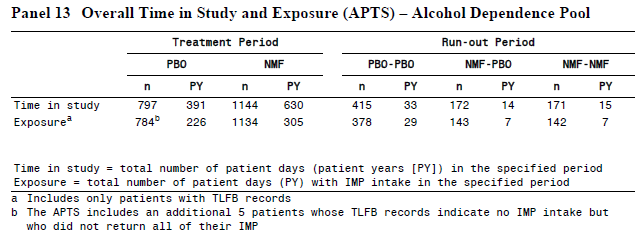 Panel 13 Overall Time in Study and Exposure (APTS) – Alcohol Dependence Pool
Treatment Period Run-out Period
PBO NMF PBO-PBO NMF-PBO NMF-NMF
n PY n PY n PY n PY n PY
Time in study 797 391 1144 630 415 33 172 14 171 15
Exposurea 784b 226 1134 305 378 29 143 7 142 7
Time in study = total number of patient days (patient years [PY]) in the specified period
Exposure = total number of patient days (PY) with IMP intake in the specified period
a Includes only patients with TLFB records
b The APTS includes an additional 5 patients whose TLFB records indicate no IMP intake but
who did not return all of their IMP